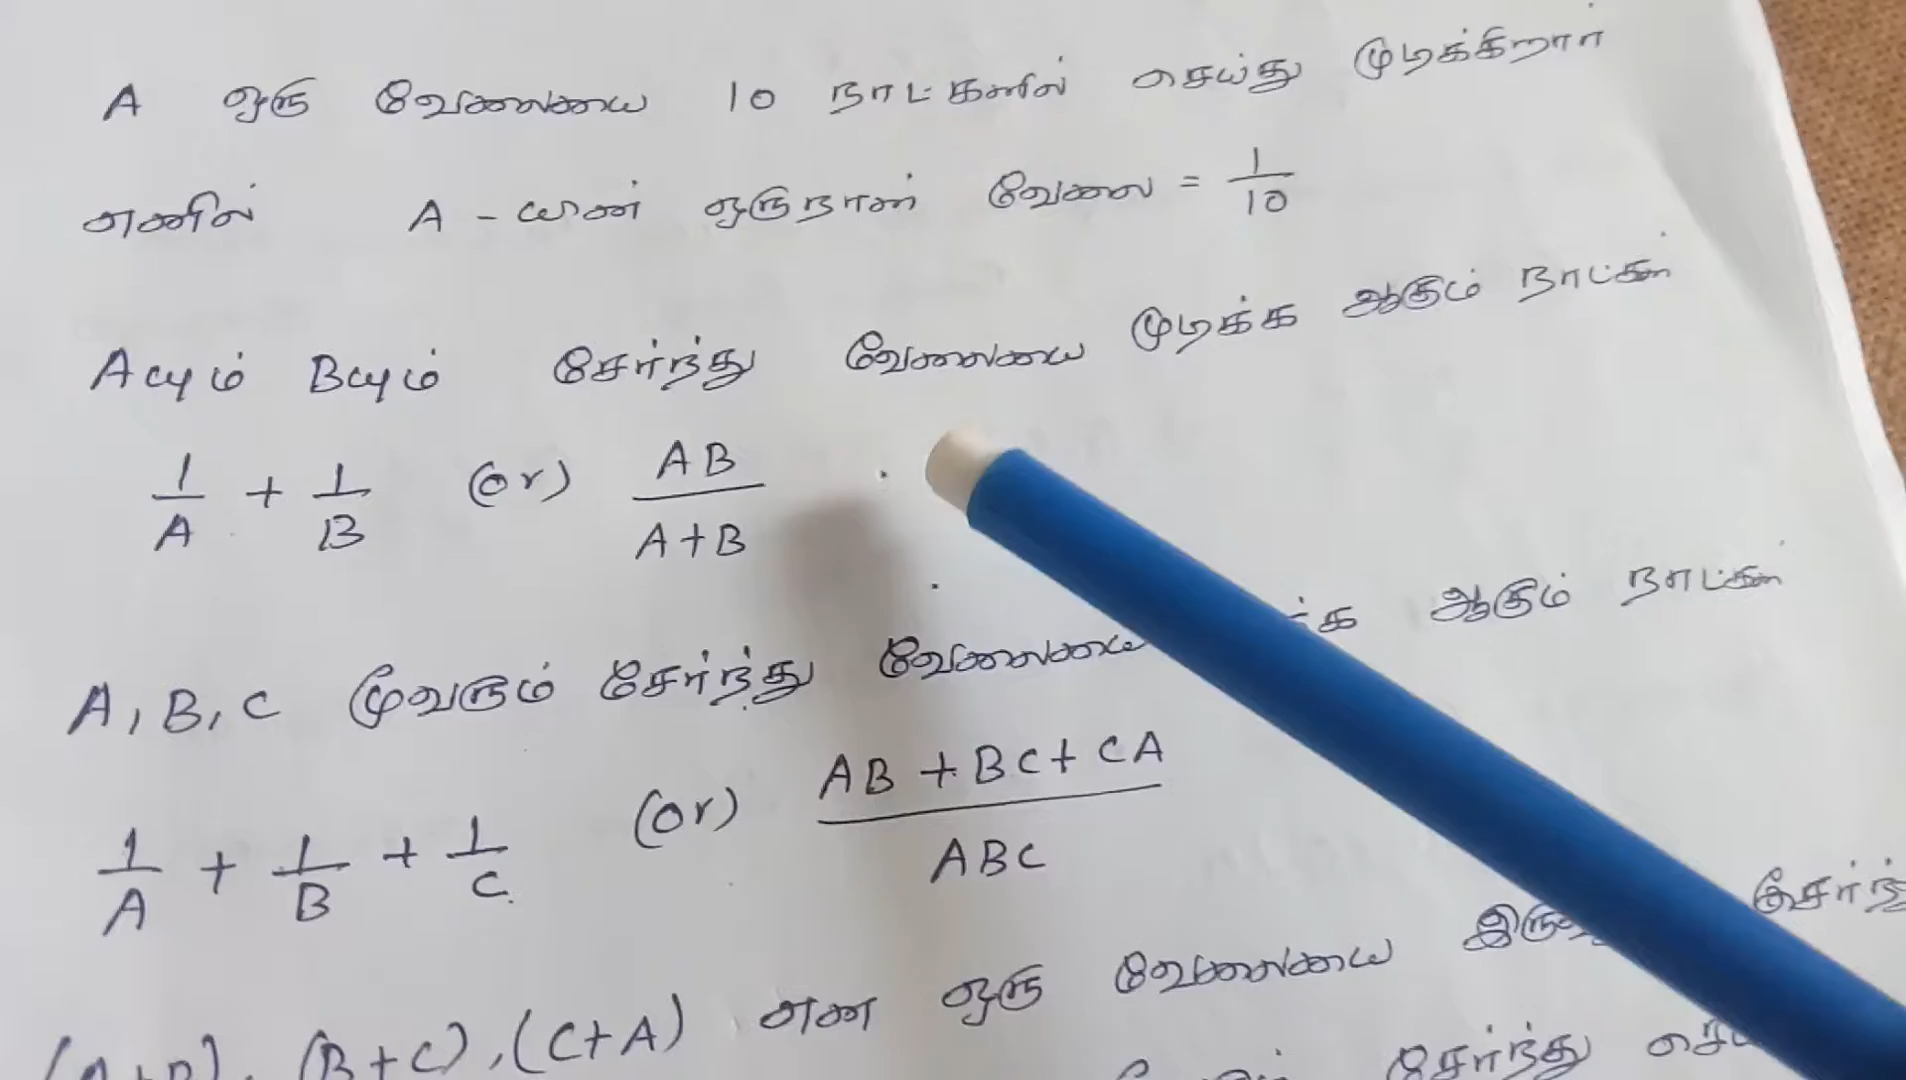 A ஒரு வேலையை 10 நாட்களில் செய்து முடிக்கிறார்
எனில் A - யின் ஒருநாள் வேலை = 1/10
Aயும் Bயும் சேர்ந்து வேலையை முடிக்க ஆகும் நாட்கள்
1/A + 1/B (or) AB/A+B
A, B, C மூவரும் சேர்ந்து வேலையை ஆகும் நாட்கள்
1/A + 1/B + 1/C (or) AB + BC + CA/ABC
(B+C), (C+A) என ஒரு வேலையை
சேர்ந்து